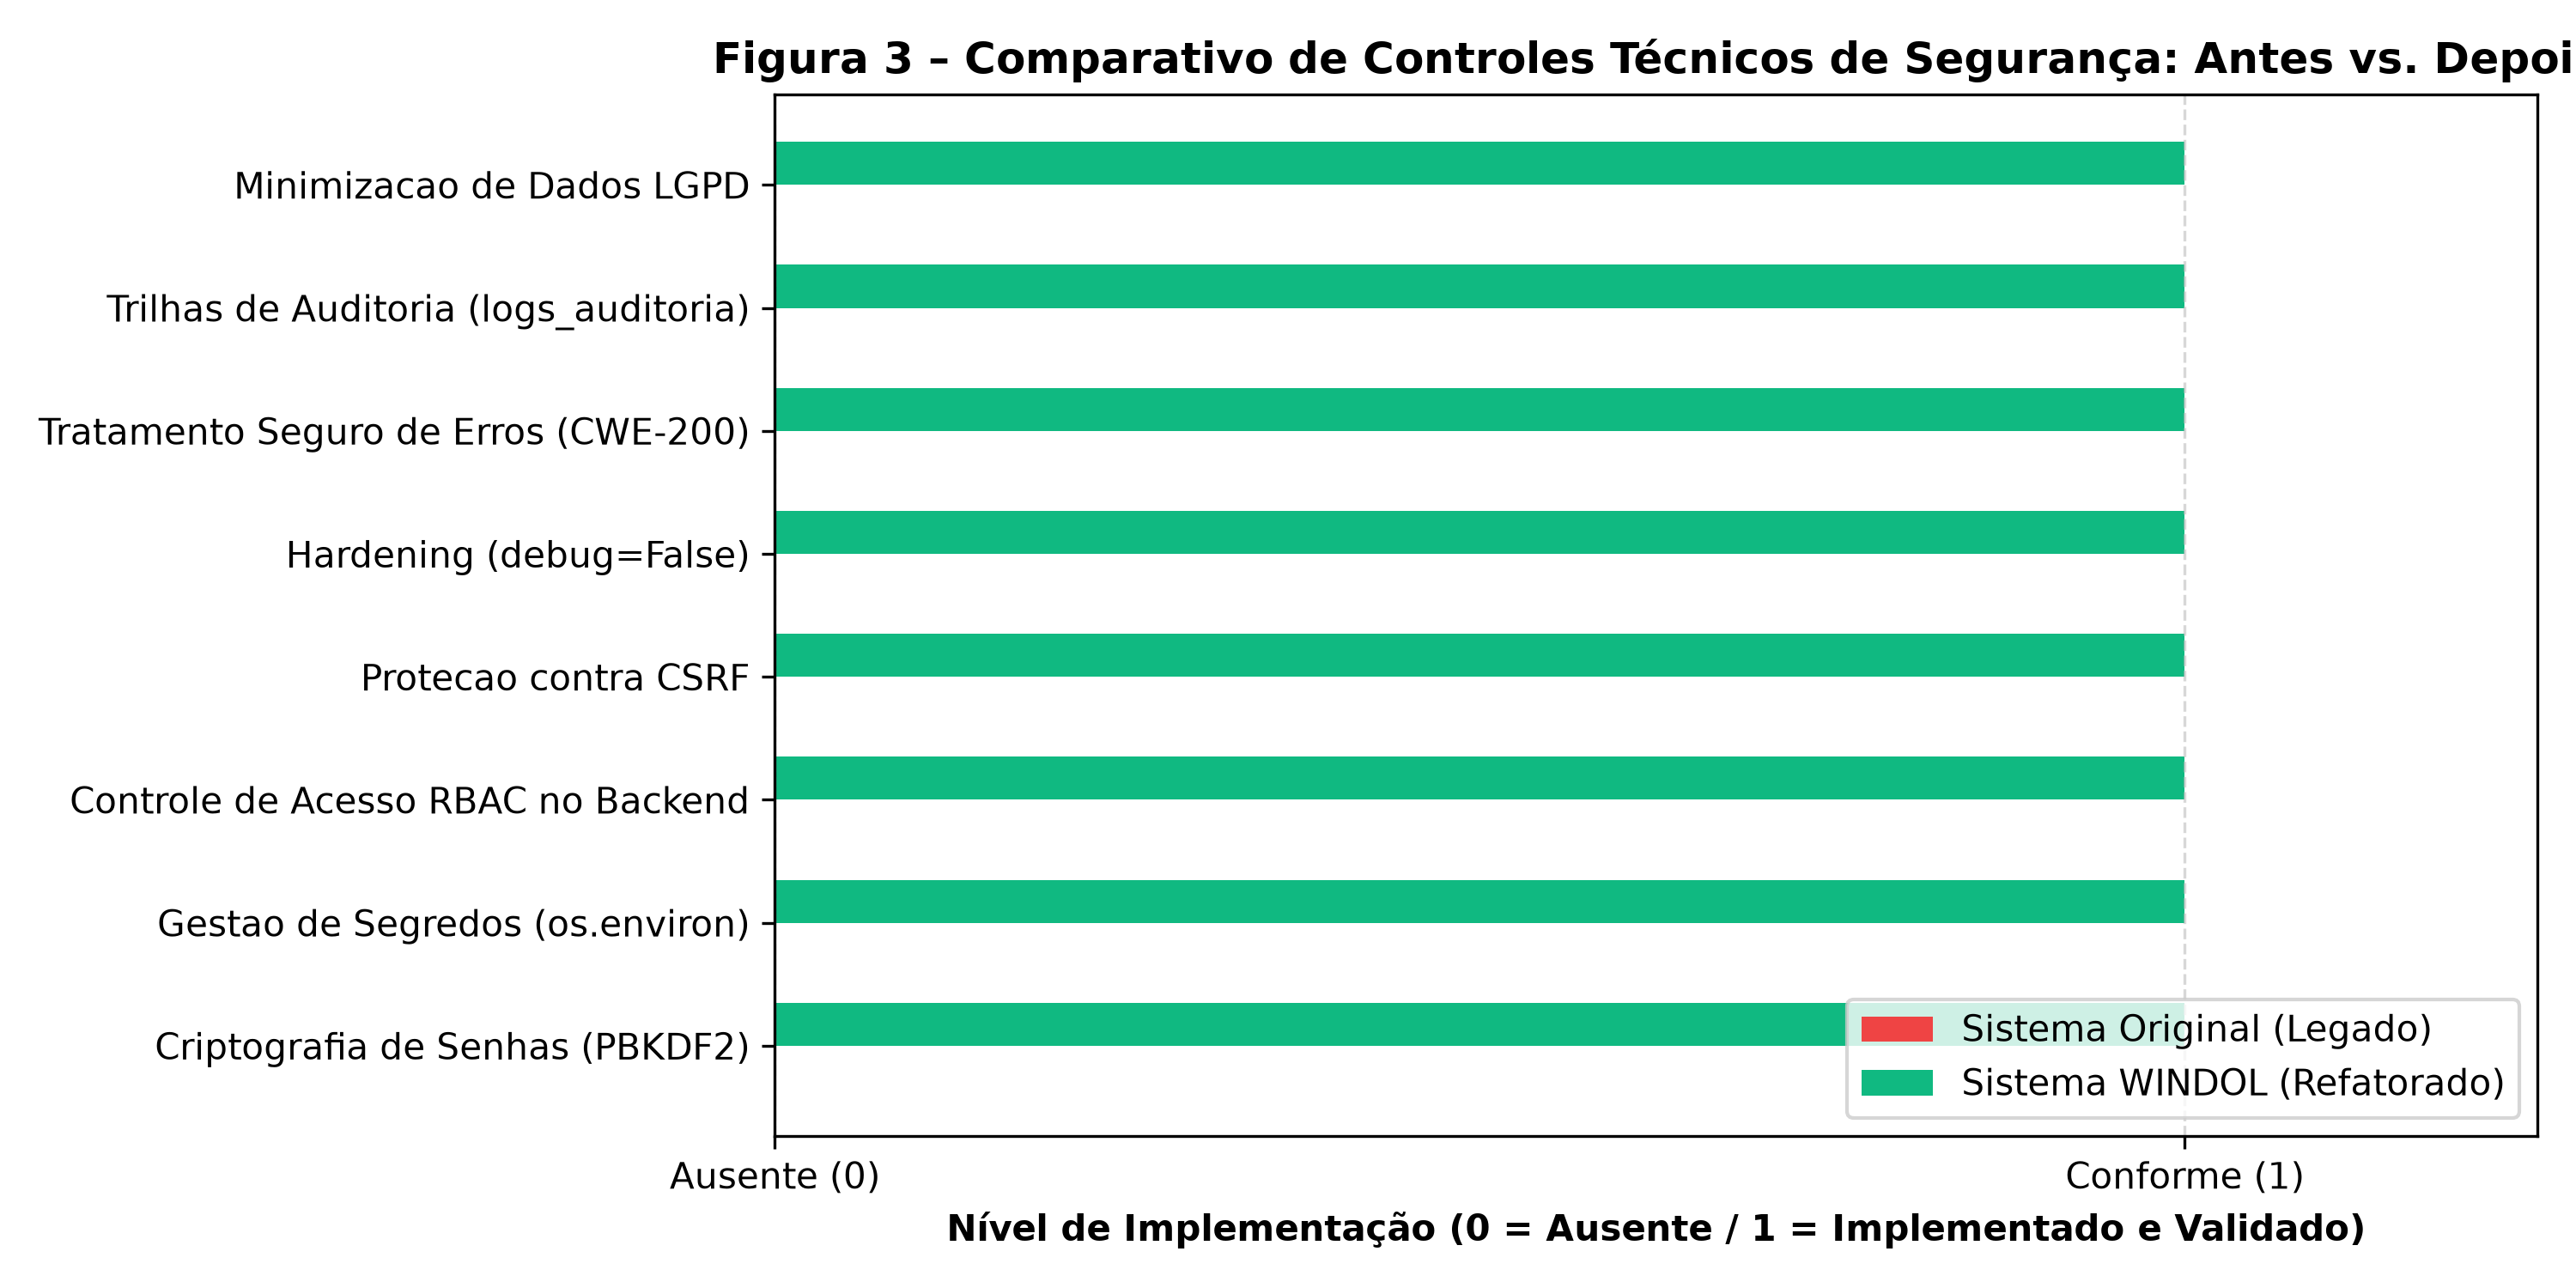 Figura 3 – Comparativo de Controles Técnicos de Segurança: Antes vs. Depoi
Minimizacao de Dados LGPD
Trilhas de Auditoria (logs_auditoria)
Tratamento Seguro de Erros (CWE-200)
Hardening (debug=False)
Protecao contra CSRF
Controle de Acesso RBAC no Backend
Gestao de Segredos (os.environ)
Criptografia de Senhas (PBKDF2)
Sistema Original (Legado)
Sistema WINDOL (Refatorado)
Ausente (0)
Conforme (1)
Nível de Implementação (0 = Ausente / 1 = Implementado e Validado)